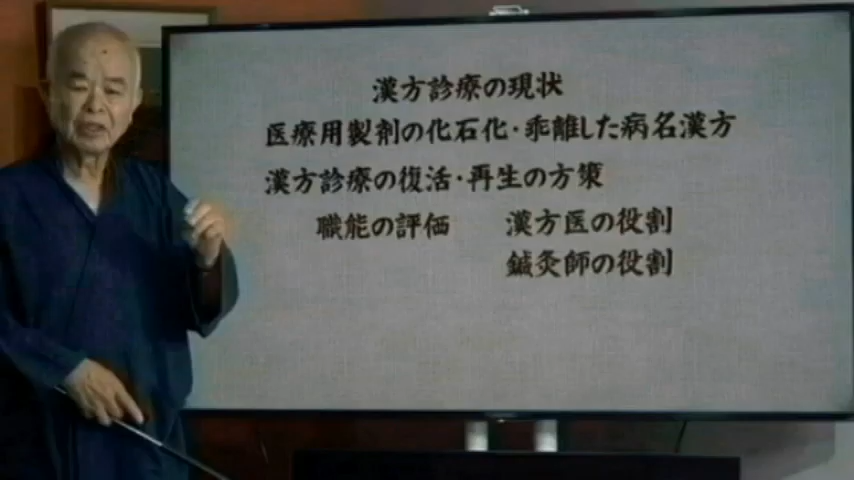 漢方診療の現状
医療用製剤の化石化・乖離した病名漢方
漢方診療の復活・再生の方策
職能の評価　漢方医の役割
鍼灸師の役割